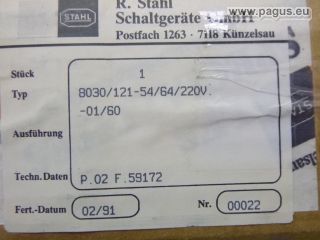 www.pagus.eu
R. Stahl
STAHL
Schaltgeräte GmbH
Postfach 1263 · 7118 Künzelsau
Stück 1
Typ 8030/121-54/64/220V.
-01/60
Ausführung
Techn. Daten P.02 F.59172
Fert.-Datum 02/91 Nr. 00022